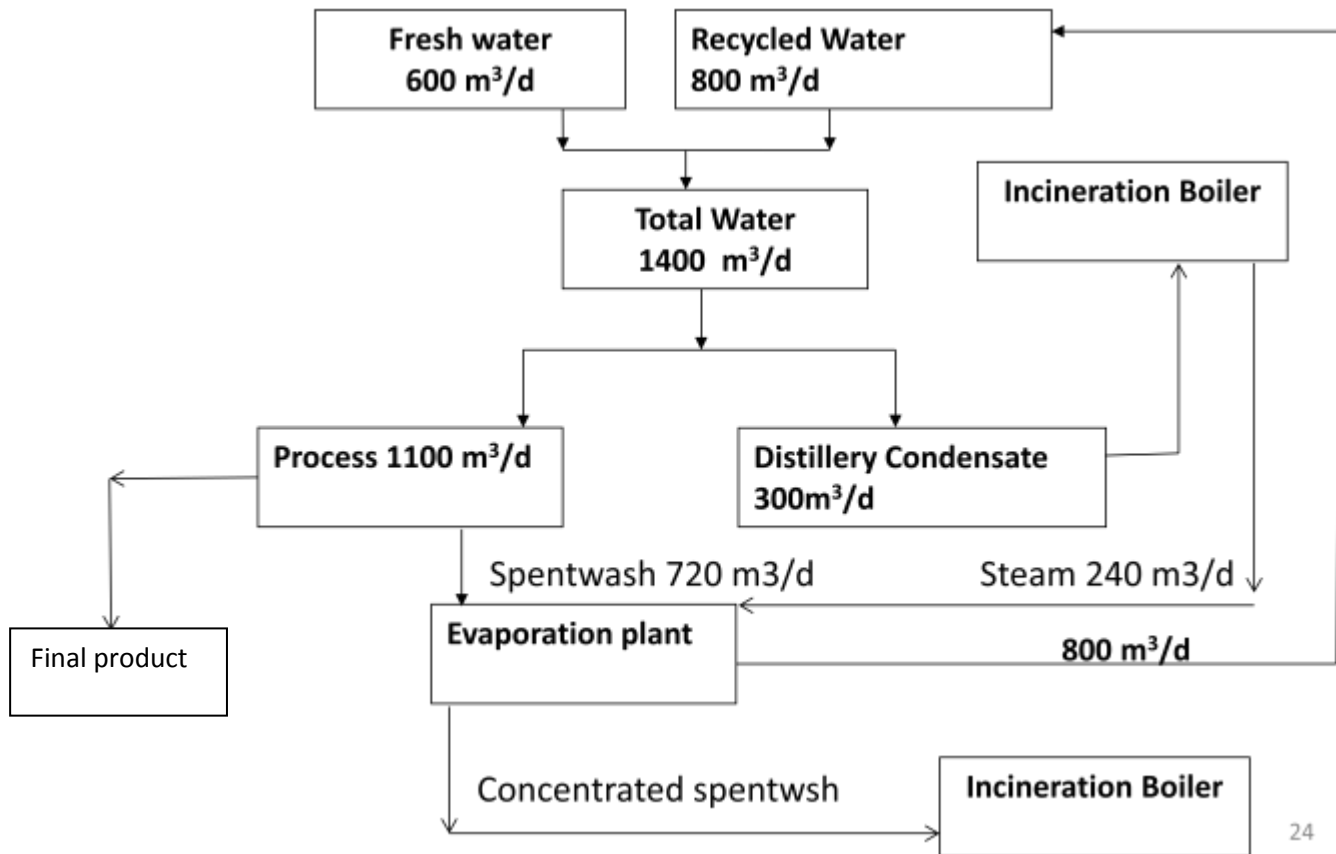 Fresh water
600 m³/d
Recycled Water
800 m³/d
Total Water
1400 m³/d
Incineration Boiler
Process 1100 m³/d
Distillery Condensate
300m³/d
Spentwash 720 m3/d
Steam 240 m3/d
Final product
Evaporation plant
800 m³/d
Concentrated spentwsh
Incineration Boiler
24